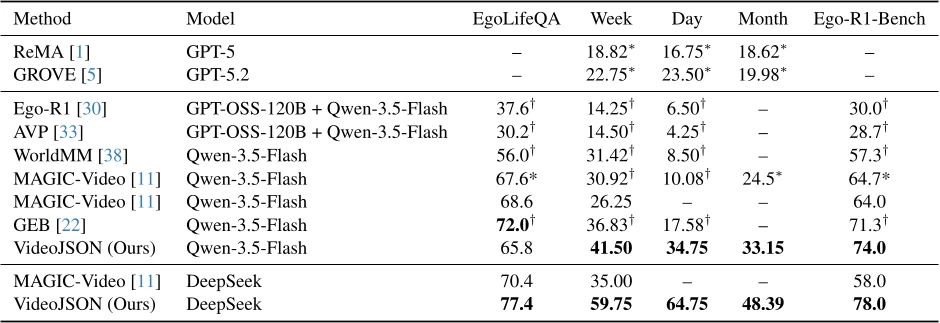 Method Model EgoLifeQA Week Day Month Ego-R1-Bench
ReMA [1] GPT-5 – 18.82* 16.75* 18.62* –
GROVE [5] GPT-5.2 – 22.75* 23.50* 19.98* –
Ego-R1 [30] GPT-OSS-120B + Qwen-3.5-Flash 37.6† 14.25† 6.50† – 30.0†
AVP [33] GPT-OSS-120B + Qwen-3.5-Flash 30.2† 14.50† 4.25† – 28.7†
WorldMM [38] Qwen-3.5-Flash 56.0† 31.42† 8.50† – 57.3†
MAGIC-Video [11] Qwen-3.5-Flash 67.6* 30.92† 10.08† 24.5* 64.7*
MAGIC-Video [11] Qwen-3.5-Flash 68.6 26.25 – – 64.0
GEB [22] Qwen-3.5-Flash 72.0† 36.83† 17.58† – 71.3†
VideoJSON (Ours) Qwen-3.5-Flash 65.8 41.50 34.75 33.15 74.0
MAGIC-Video [11] DeepSeek 70.4 35.00 – – 58.0
VideoJSON (Ours) DeepSeek 77.4 59.75 64.75 48.39 78.0